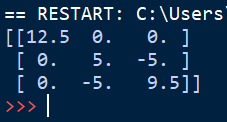 == RESTART: C:\Users\
[[12.5  0.   0. ]
 [ 0.   5.  -5. ]
 [ 0.  -5.   9.5]]
>>>